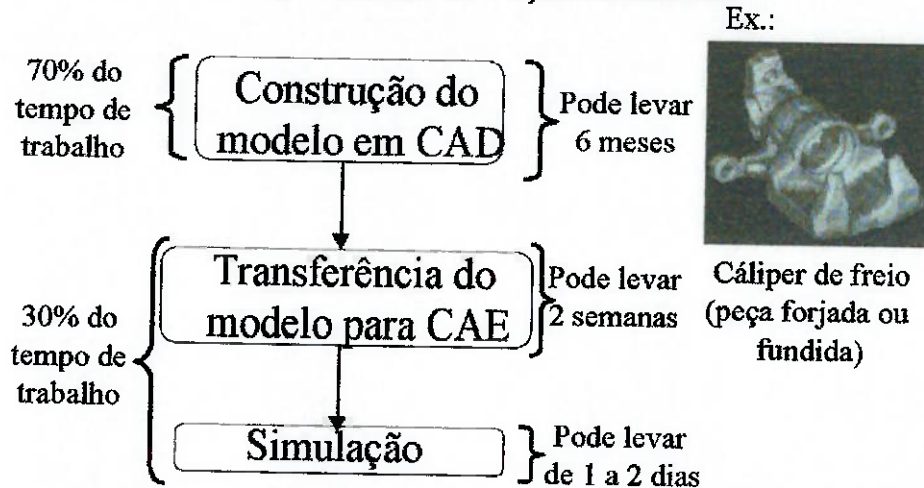 Ex.:
70% do
tempo de
trabalho
Construção do
modelo em CAD
Pode levar
6 meses
Transferência do
modelo para CAE
Pode levar
2 semanas
Cáliper de freio
(peça forjada ou
fundida)
30% do
tempo de
trabalho
Simulação
Pode levar
de 1 a 2 dias